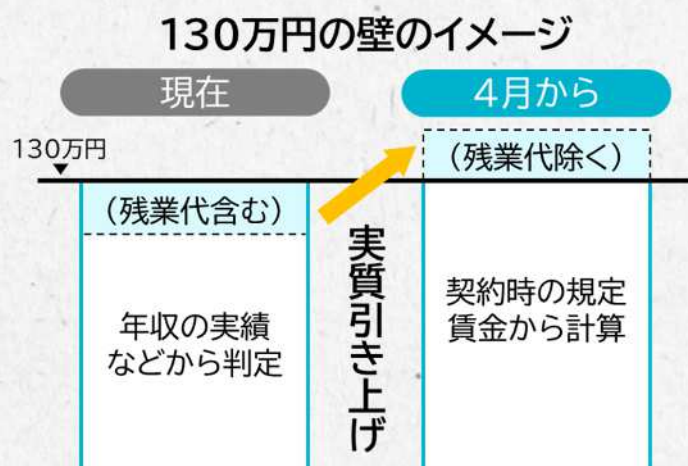 130万円の壁のイメージ
現在
4月から
130万円
(残業代含む)
年収の実績
などから判定
実質引き上げ
(残業代除く)
契約時の規定
賃金から計算